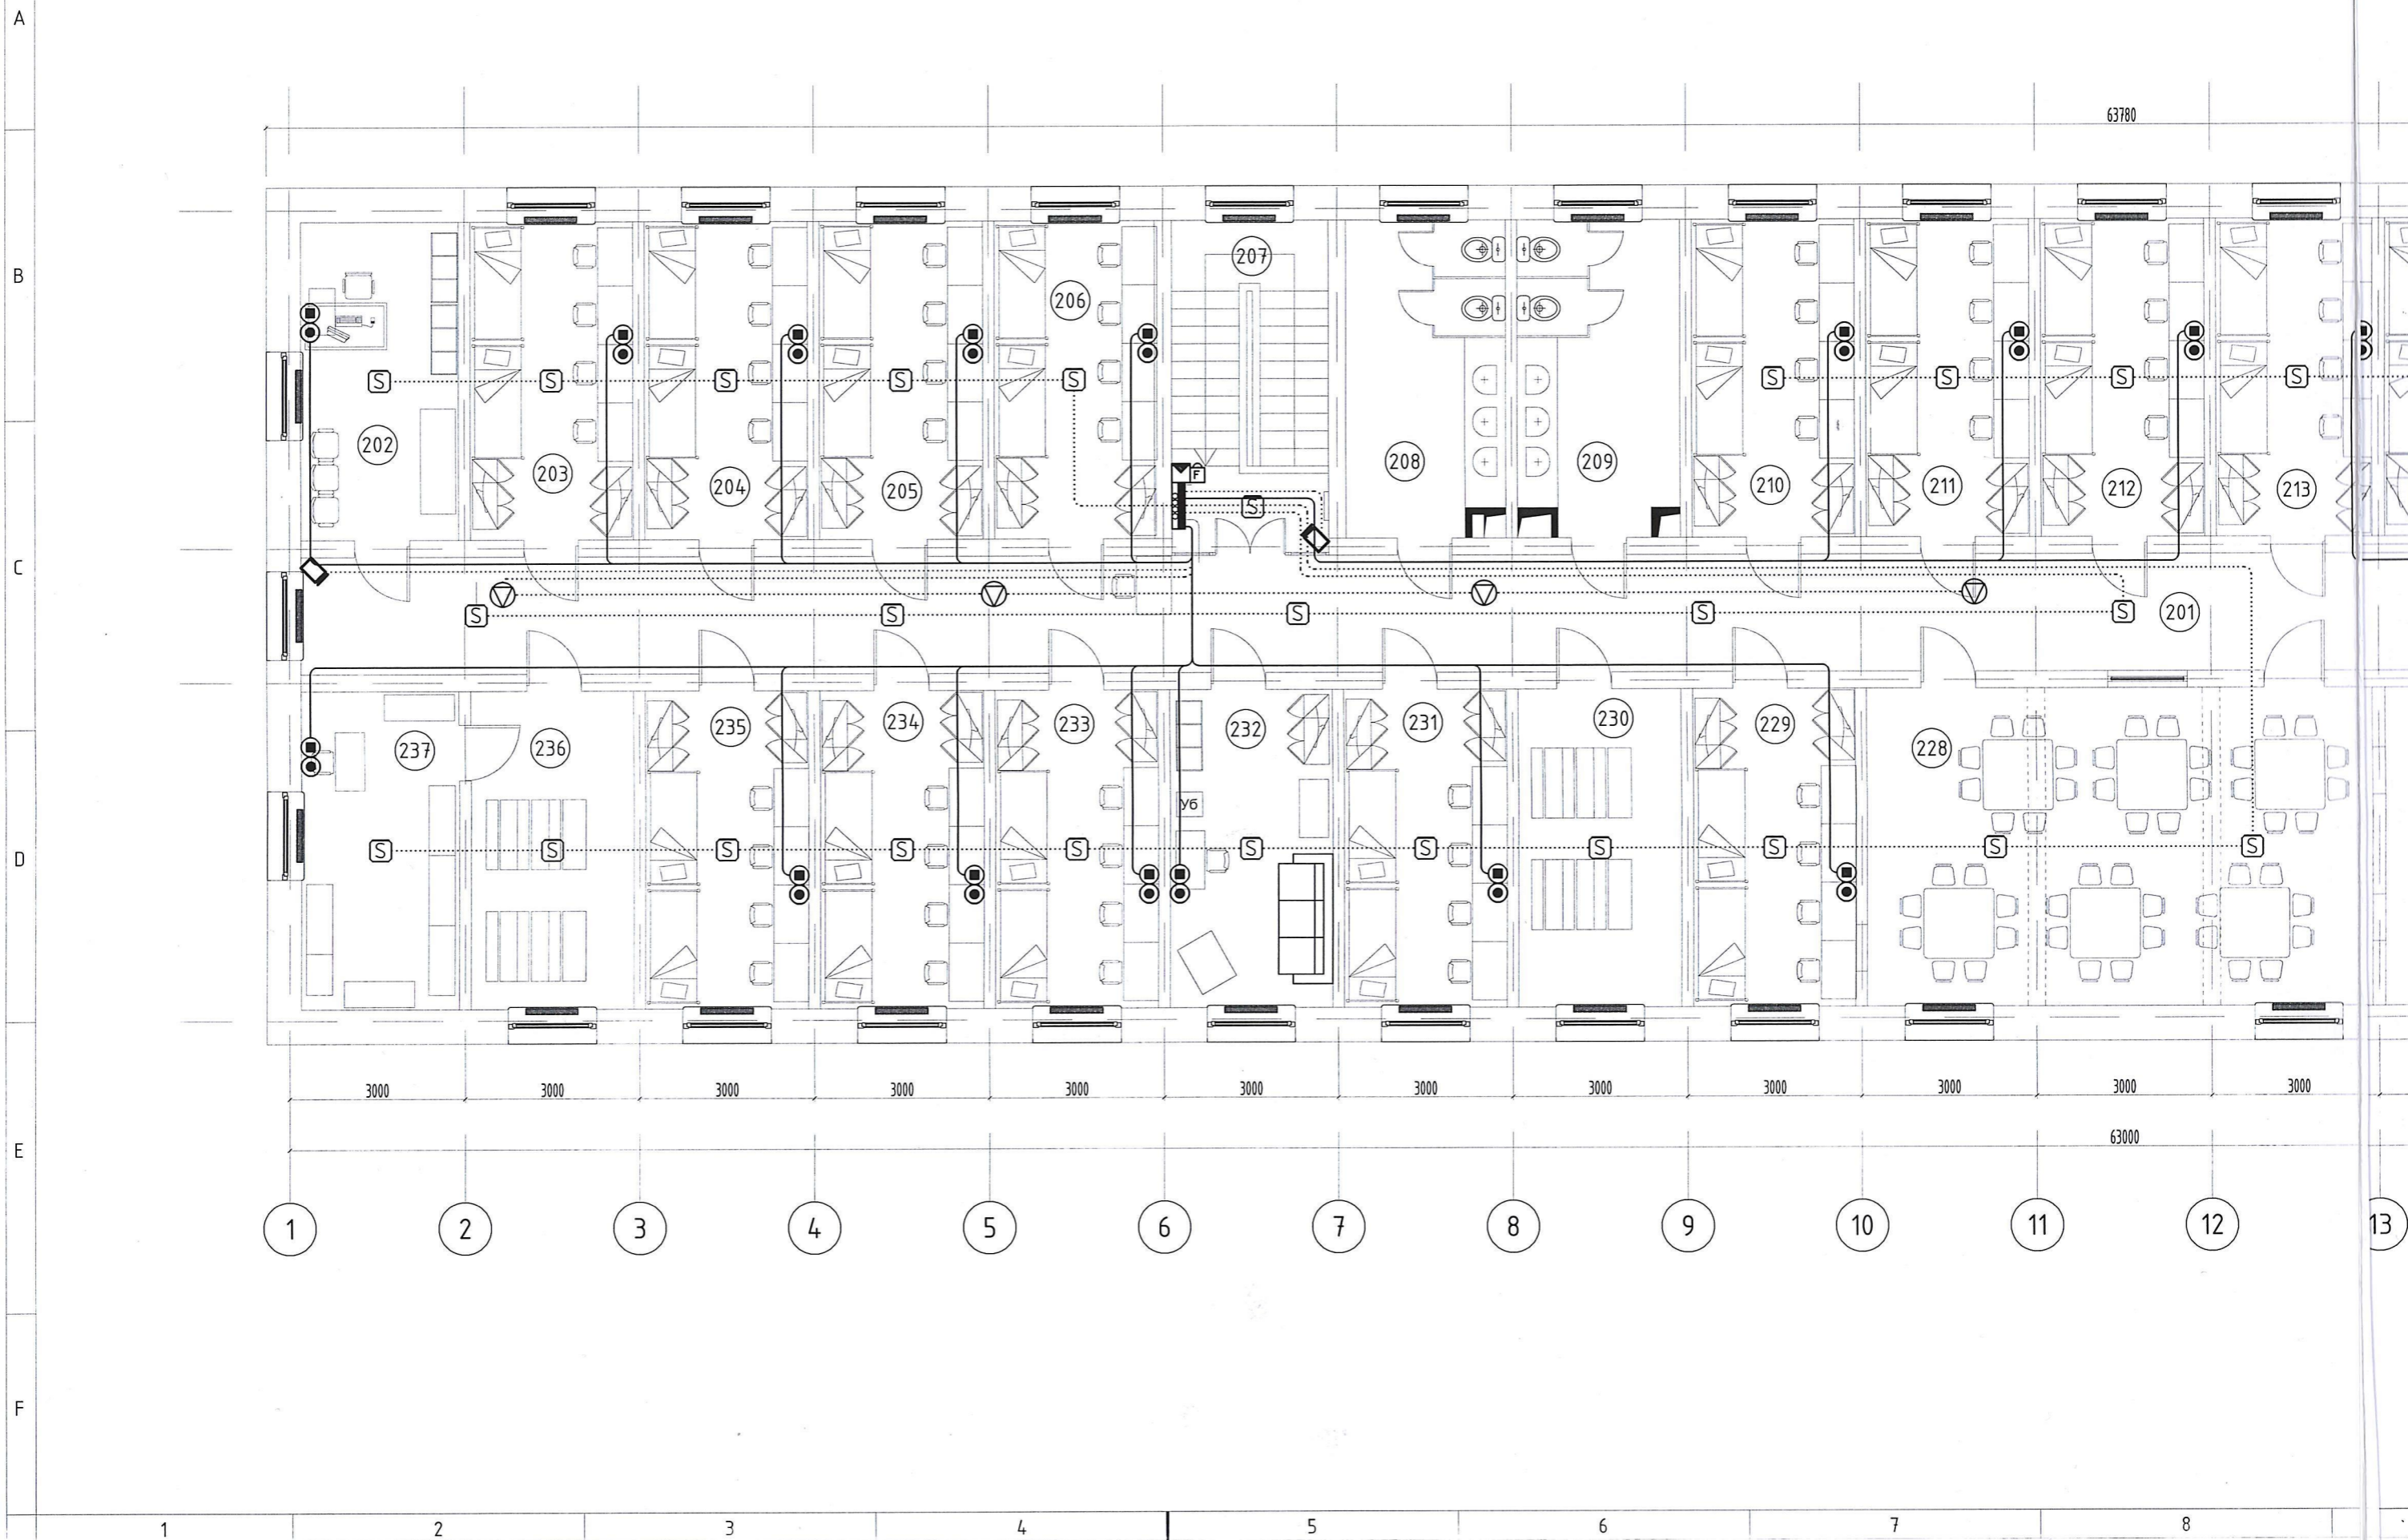 A
63780
B
207
206
S S S S S
S S S S
202
203
204
205
F
208
209
210
211
212
213
S
C
S S S S S
201
237
236
235
234
233
232
231
230
229
228
Уб
D
S S S S S S S S S S S
3000 3000 3000 3000 3000 3000 3000 3000 3000 3000 3000 3000
63000
E
1 2 3 4 5 6 7 8 9 10 11 12 13
F
1 2 3 4 5 6 7 8